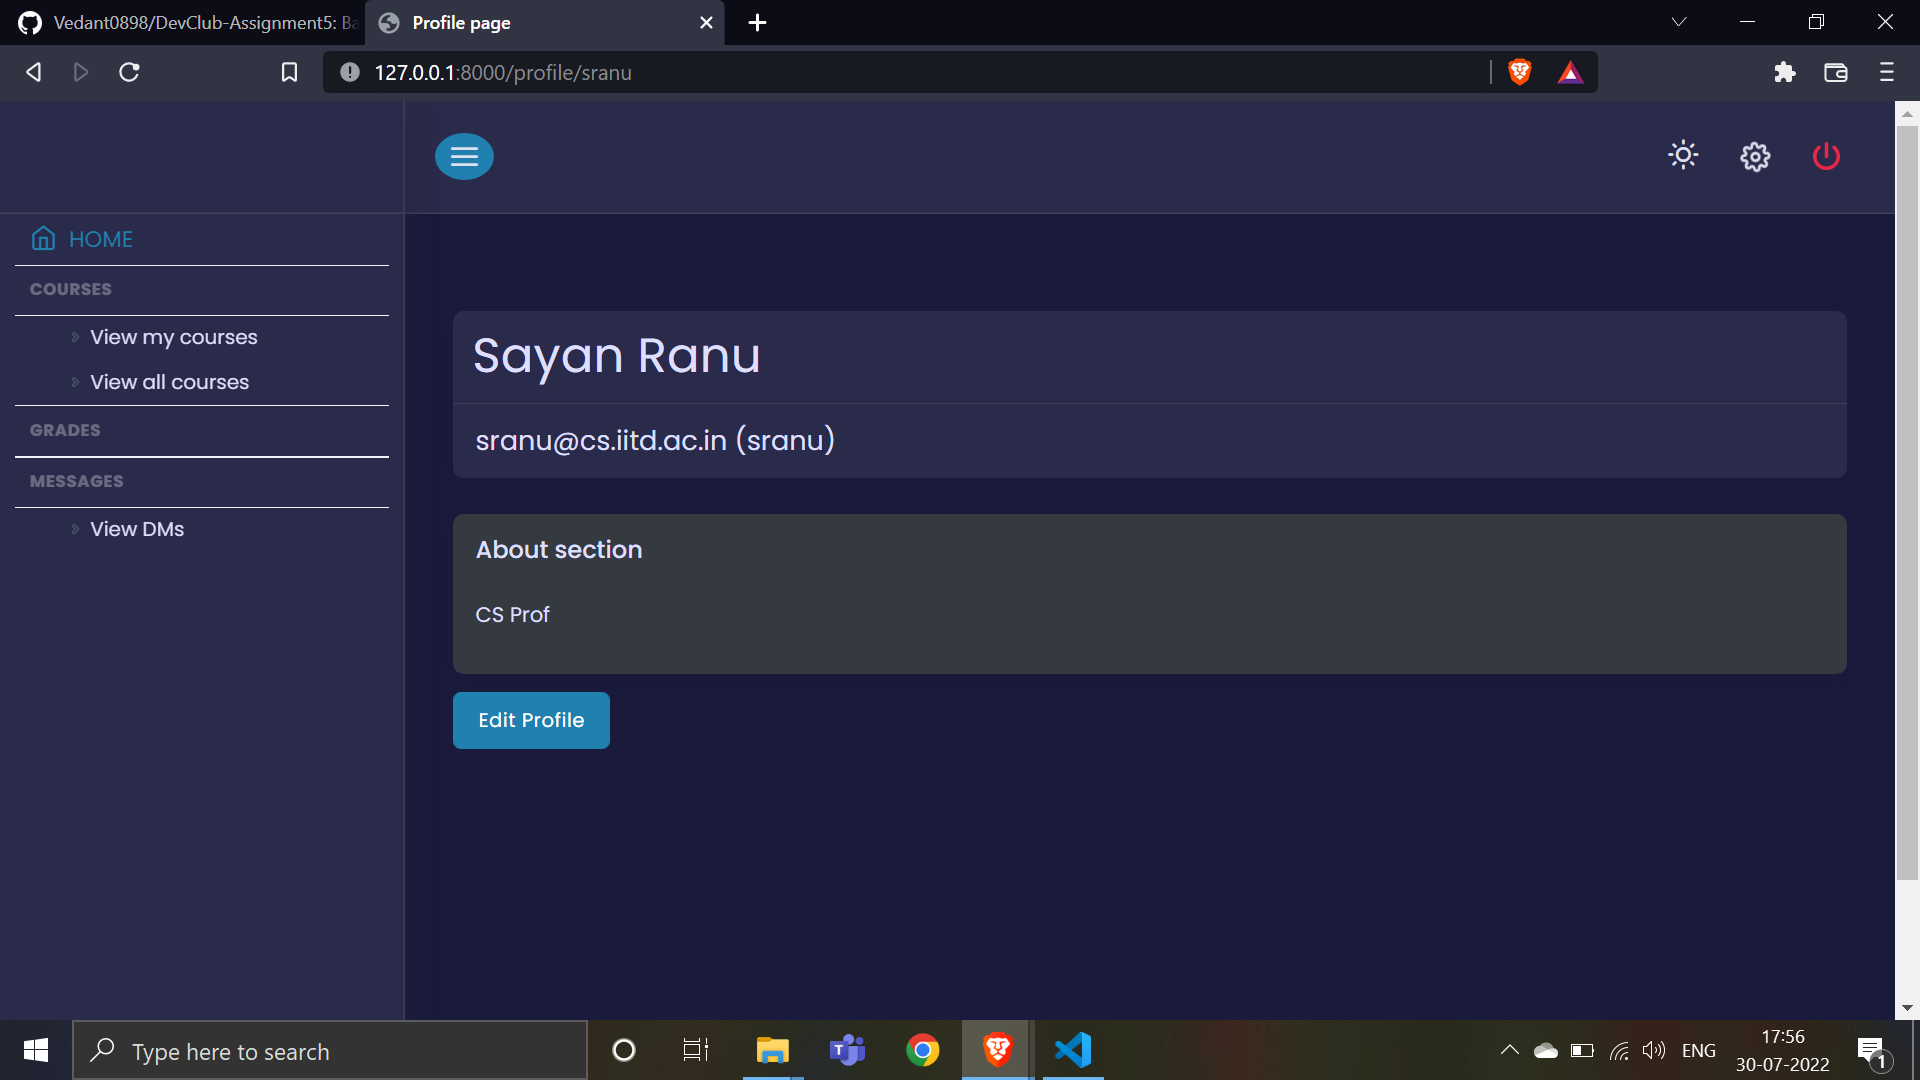 Vedant0898/DevClub-Assignment5: Ba
Profile page
127.0.0.1:8000/profile/sranu
HOME
COURSES
View my courses
View all courses
GRADES
MESSAGES
View DMs
Sayan Ranu
sranu@cs.iitd.ac.in (sranu)
About section
CS Prof
Edit Profile
Type here to search
ENG
17:56
30-07-2022
1